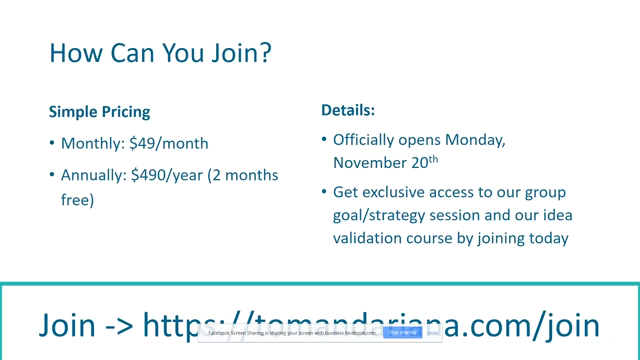 How Can You Join?
Simple Pricing
• Monthly: $49/month
• Annually: $490/year (2 months
free)
Details:
• Officially opens Monday,
November 20th
• Get exclusive access to our group
goal/strategy session and our idea
validation course by joining today
Join -> https://tomandariana.com/join
Facebook Screen Sharing is sharing your screen with business.facebook.com.
Stop sharing
Hide